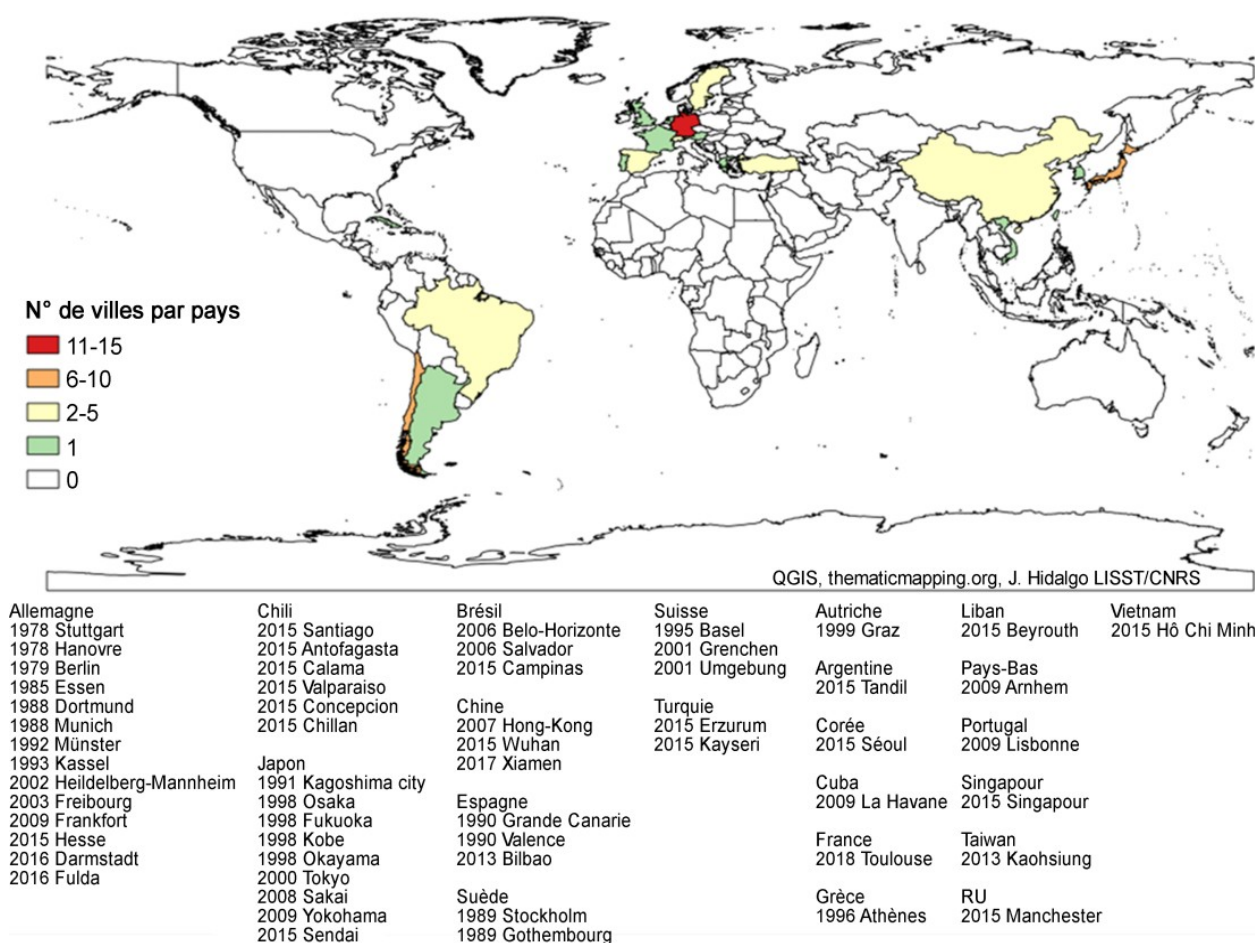 N° de villes par pays
11-15
6-10
2-5
1
0
QGIS, thematicmapping.org, J. Hidalgo LISST/CNRS
Allemagne
1978 Stuttgart
1978 Hanovre
1979 Berlin
1985 Essen
1988 Dortmund
1988 Munich
1992 Münster
1993 Kassel
2002 Heildelberg-Mannheim
2003 Freibourg
2009 Frankfort
2015 Hesse
2016 Darmstadt
2016 Fulda
Chili
2015 Santiago
2015 Antofagasta
2015 Calama
2015 Valparaiso
2015 Concepcion
2015 Chillan
Japon
1991 Kagoshima city
1998 Osaka
1998 Fukuoka
1998 Kobe
1998 Okayama
2000 Tokyo
2008 Sakai
2009 Yokohama
2015 Sendai
Brésil
2006 Belo-Horizonte
2006 Salvador
2015 Campinas
Chine
2007 Hong-Kong
2015 Wuhan
2017 Xiamen
Espagne
1990 Grande Canarie
1990 Valence
2013 Bilbao
Suède
1989 Stockholm
1989 Gothembourg
Suisse
1995 Basel
2001 Grenchen
2001 Umgebung
Turquie
2015 Erzurum
2015 Kayseri
Autriche
1999 Graz
Argentine
2015 Tandil
Corée
2015 Séoul
Cuba
2009 La Havane
France
2018 Toulouse
Grèce
1996 Athènes
Liban
2015 Beyrouth
Pays-Bas
2009 Arnhem
Portugal
2009 Lisbonne
Singapour
2015 Singapour
Taiwan
2013 Kaohsiung
RU
2015 Manchester
Vietnam
2015 Hô Chi Minh